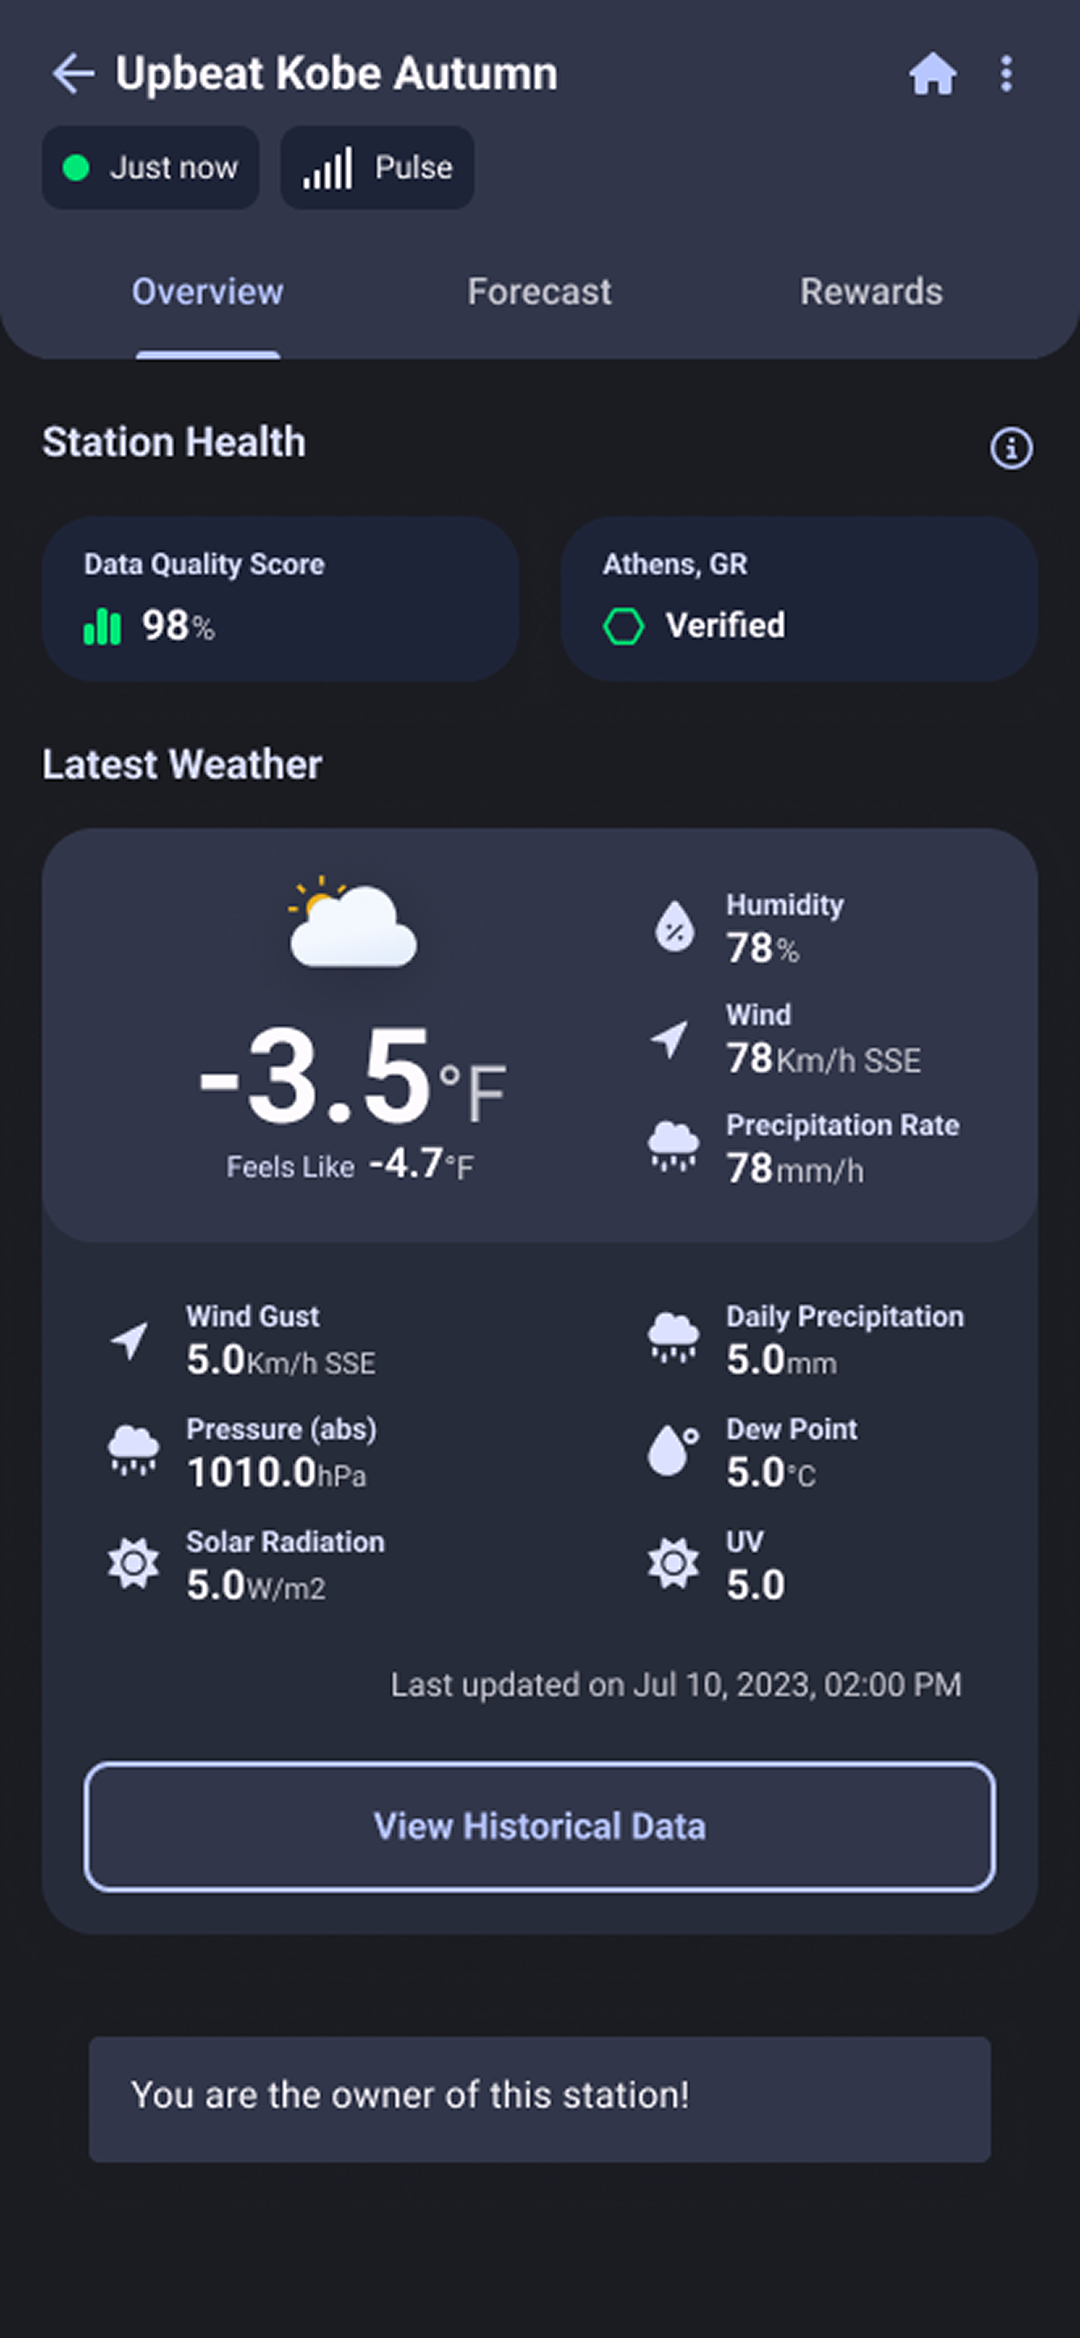 Upbeat Kobe Autumn
Just now
Pulse
Overview
Forecast
Rewards
Station Health
Data Quality Score
98%
Athens, GR
Verified
Latest Weather
-3.5°F
Feels Like -4.7°F
Humidity
78%
Wind
78Km/h SSE
Precipitation Rate
78mm/h
Wind Gust
5.0Km/h SSE
Daily Precipitation
5.0mm
Pressure (abs)
1010.0hPa
Dew Point
5.0°C
Solar Radiation
5.0W/m2
UV
5.0
Last updated on Jul 10, 2023, 02:00 PM
View Historical Data
You are the owner of this station!